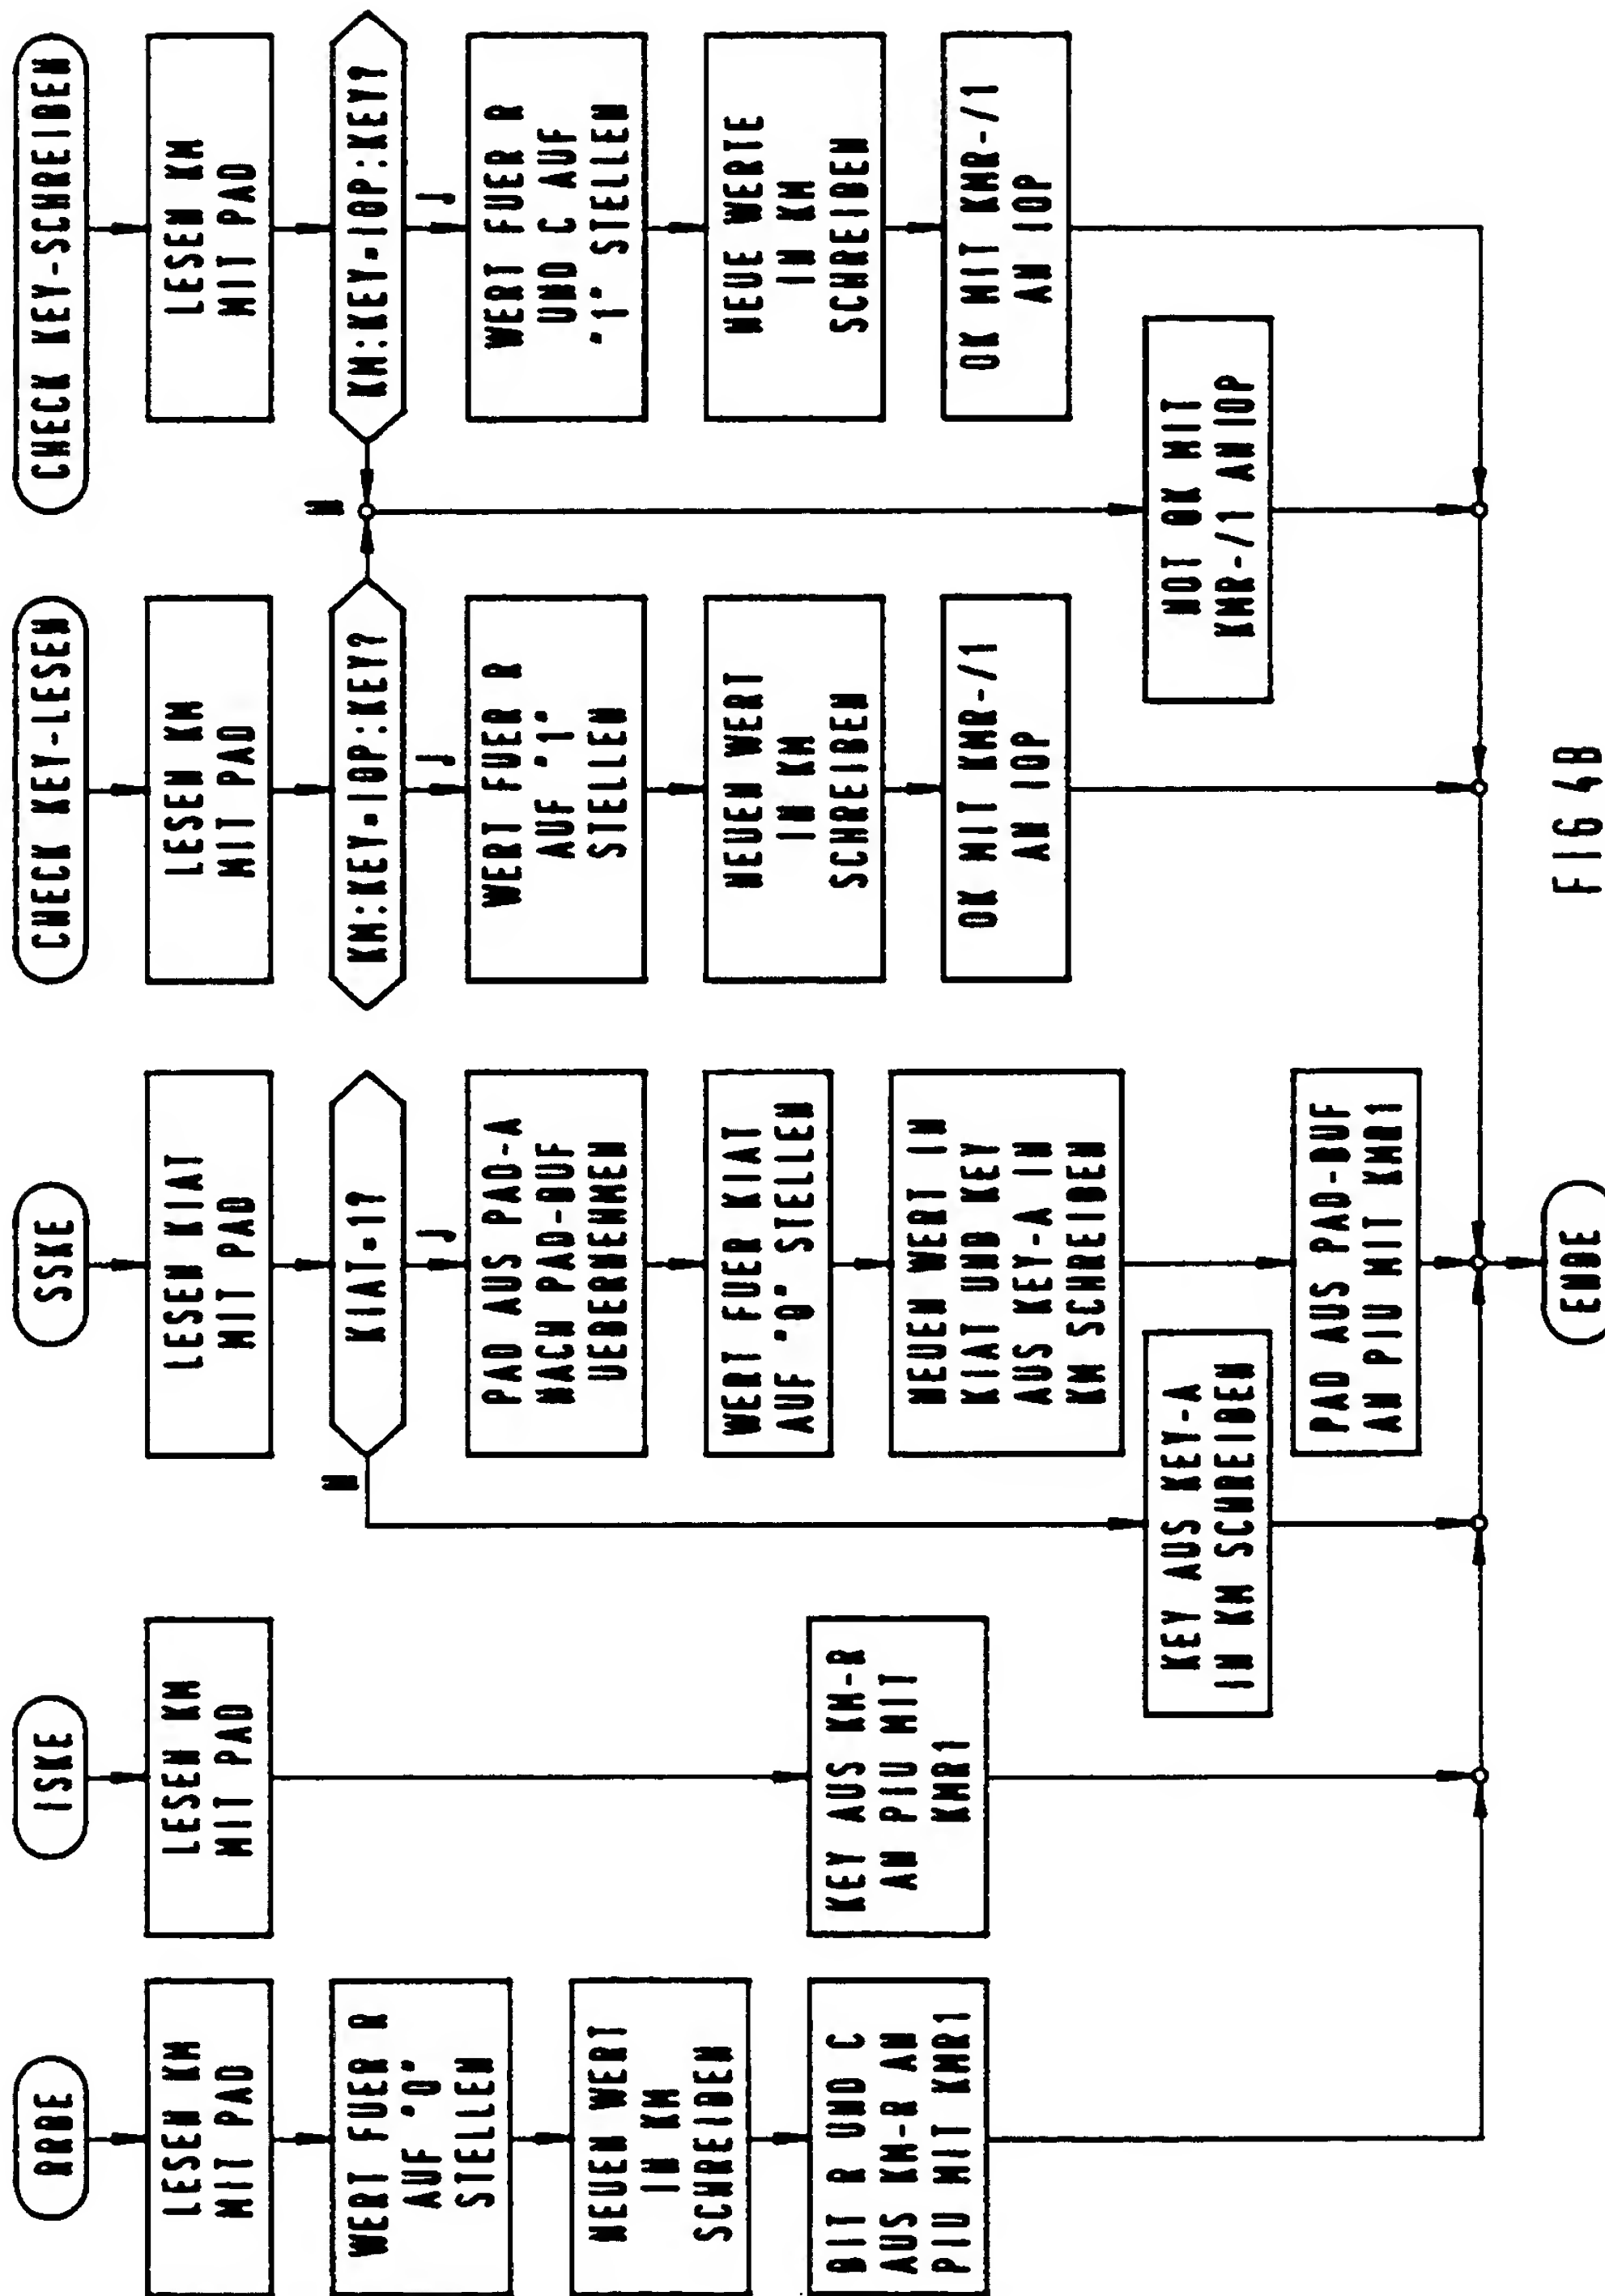 RRBE
LESEN KM
MIT PAD
WERT FUER R
AUF "0"
STELLEN
NEUEN WERT
IN KM
SCHREIBEN
BIT R UND C
AUS KM-R AN
PIU MIT KMR1
ISKE
LESEN KM
MIT PAD
KEY AUS KM-R
AN PIU MIT
KMR1
SSKE
LESEN KIAT
MIT PAD
KIAT=1?
N
J
PAD AUS PAD-A
NACH PAD-BUF
UEBERNEHMEN
WERT FUER KIAT
AUF "0" STELLEN
NEUEN WERT IN
KIAT UND KEY
AUS KEY-A IN
KM SCHREIBEN
KEY AUS KEY-A
IN KM SCHREIBEN
PAD AUS PAD-BUF
AN PIU MIT KMR1
CHECK KEY-LESEN
LESEN KM
MIT PAD
KM:KEY=IOP:KEY?
J
WERT FUER R
AUF "1"
STELLEN
NEUEN WERT
IN KM
SCHREIBEN
OK MIT KMR-/1
AN IOP
CHECK KEY-SCHREIBEN
LESEN KM
MIT PAD
KM:KEY=IOP:KEY?
N
J
WERT FUER R
UND C AUF
"1" STELLEN
NEUE WERTE
IN KM
SCHREIBEN
OK MIT KMR-/1
AN IOP
NOT OK MIT
KMR-/1 AN IOP
ENDE
FIG 4B